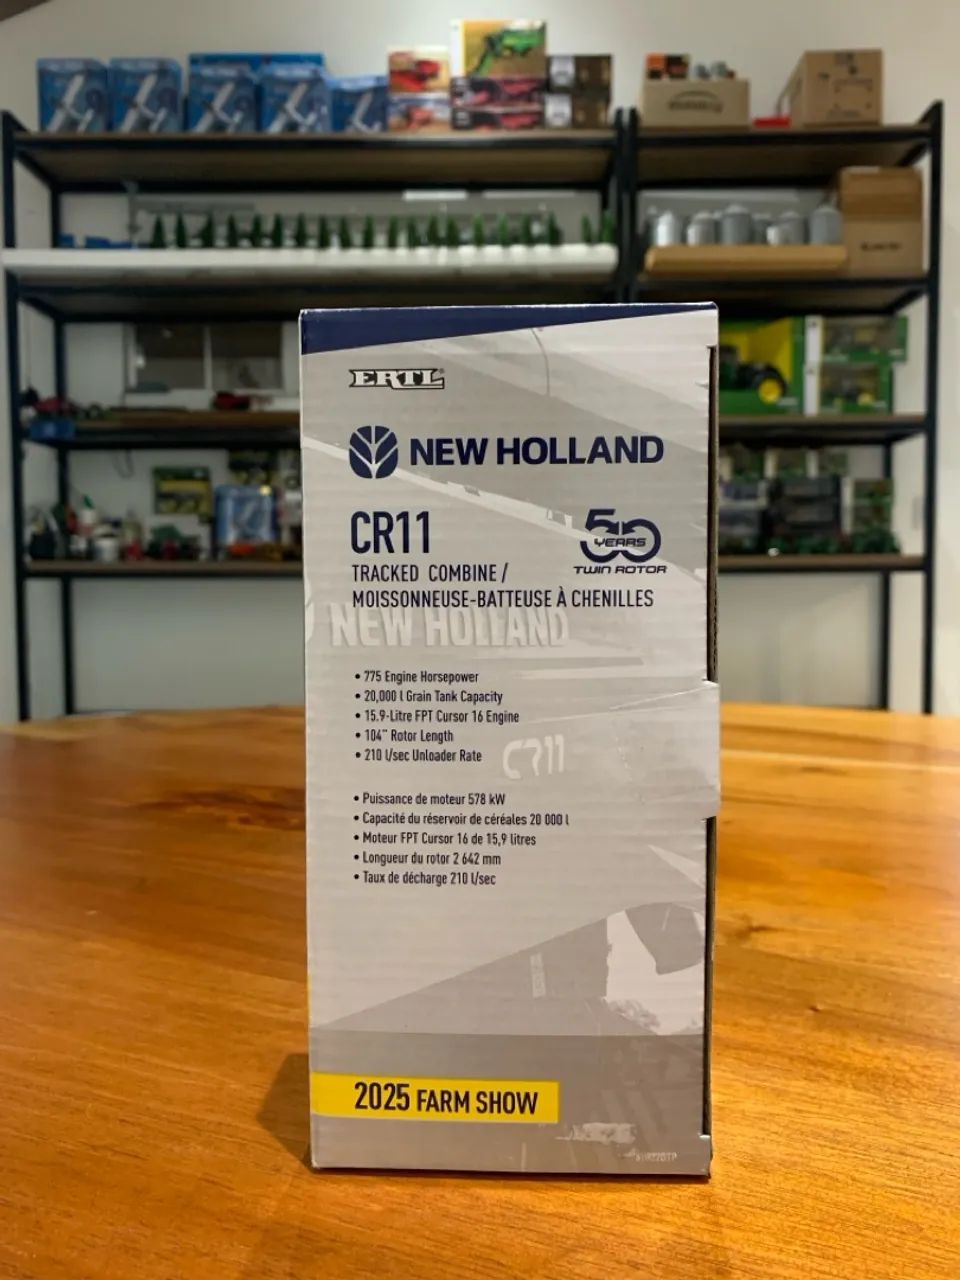 ERTL
NEW HOLLAND
CR11
50
YEARS
TWIN ROTOR
TRACKED COMBINE /
MOISSONNEUSE-BATTEUSE À CHENILLES
NEW HOLLAND
• 775 Engine Horsepower
• 20,000 l Grain Tank Capacity
• 15.9-Litre FPT Cursor 16 Engine
• 104" Rotor Length
• 210 l/sec Unloader Rate
CR11
• Puissance de moteur 578 kW
• Capacité du réservoir de céréales 20 000 l
• Moteur FPT Cursor 16 de 15,9 litres
• Longueur du rotor 2 642 mm
• Taux de décharge 210 l/sec
2025 FARM SHOW